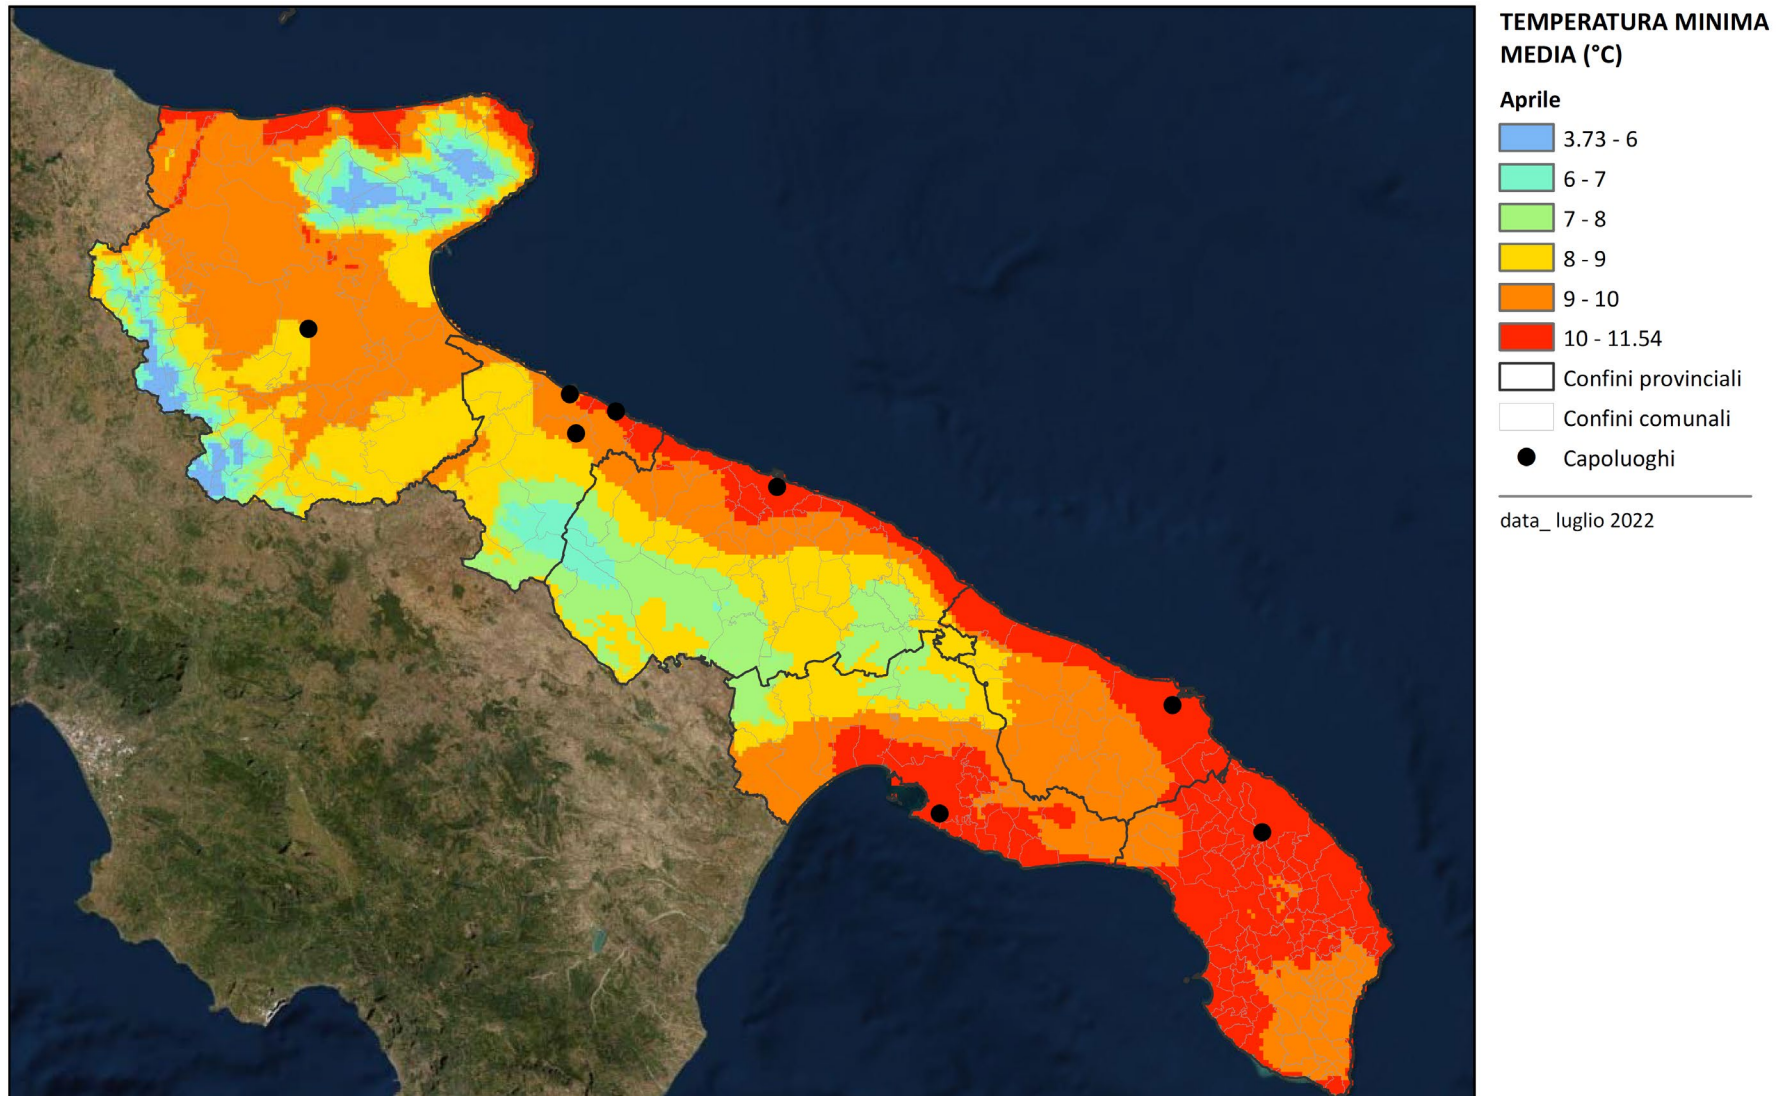 TEMPERATURA MINIMA
MEDIA (°C)
Aprile
3.73 - 6
6 - 7
7 - 8
8 - 9
9 - 10
10 - 11.54
Confini provinciali
Confini comunali
Capoluoghi
data_ luglio 2022